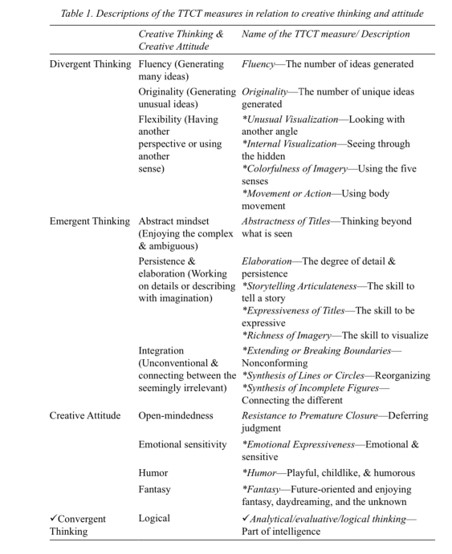 Table 1. Descriptions of the TTCT measures in relation to creative thinking and attitude
Creative Thinking & Name of the TTCT measure/ Description
Creative Attitude
Divergent Thinking Fluency (Generating Fluency—The number of ideas generated
many ideas)
Originality (Generating Originality—The number of unique ideas
unusual ideas) generated
Flexibility (Having *Unusual Visualization—Looking with
another another angle
perspective or using *Internal Visualization—Seeing through
another the hidden
sense) *Colorfulness of Imagery—Using the five
senses
*Movement or Action—Using body
movement
Emergent Thinking Abstract mindset Abstractness of Titles—Thinking beyond
(Enjoying the complex what is seen
& ambiguous)
Persistence & Elaboration—The degree of detail &
elaboration (Working persistence
on details or describing *Storytelling Articulateness—The skill to
with imagination) tell a story
*Expressiveness of Titles—The skill to be
expressive
*Richness of Imagery—The skill to visualize
Integration *Extending or Breaking Boundaries—
(Unconventional & Nonconforming
connecting between the *Synthesis of Lines or Circles—Reorganizing
seemingly irrelevant) *Synthesis of Incomplete Figures—
Connecting the different
Creative Attitude Open-mindedness Resistance to Premature Closure—Deferring
judgment
Emotional sensitivity *Emotional Expressiveness—Emotional &
sensitive
Humor *Humor—Playful, childlike, & humorous
Fantasy *Fantasy—Future-oriented and enjoying
fantasy, daydreaming, and the unknown
✓Convergent Logical ✓Analytical/evaluative/logical thinking—
Thinking Part of intelligence